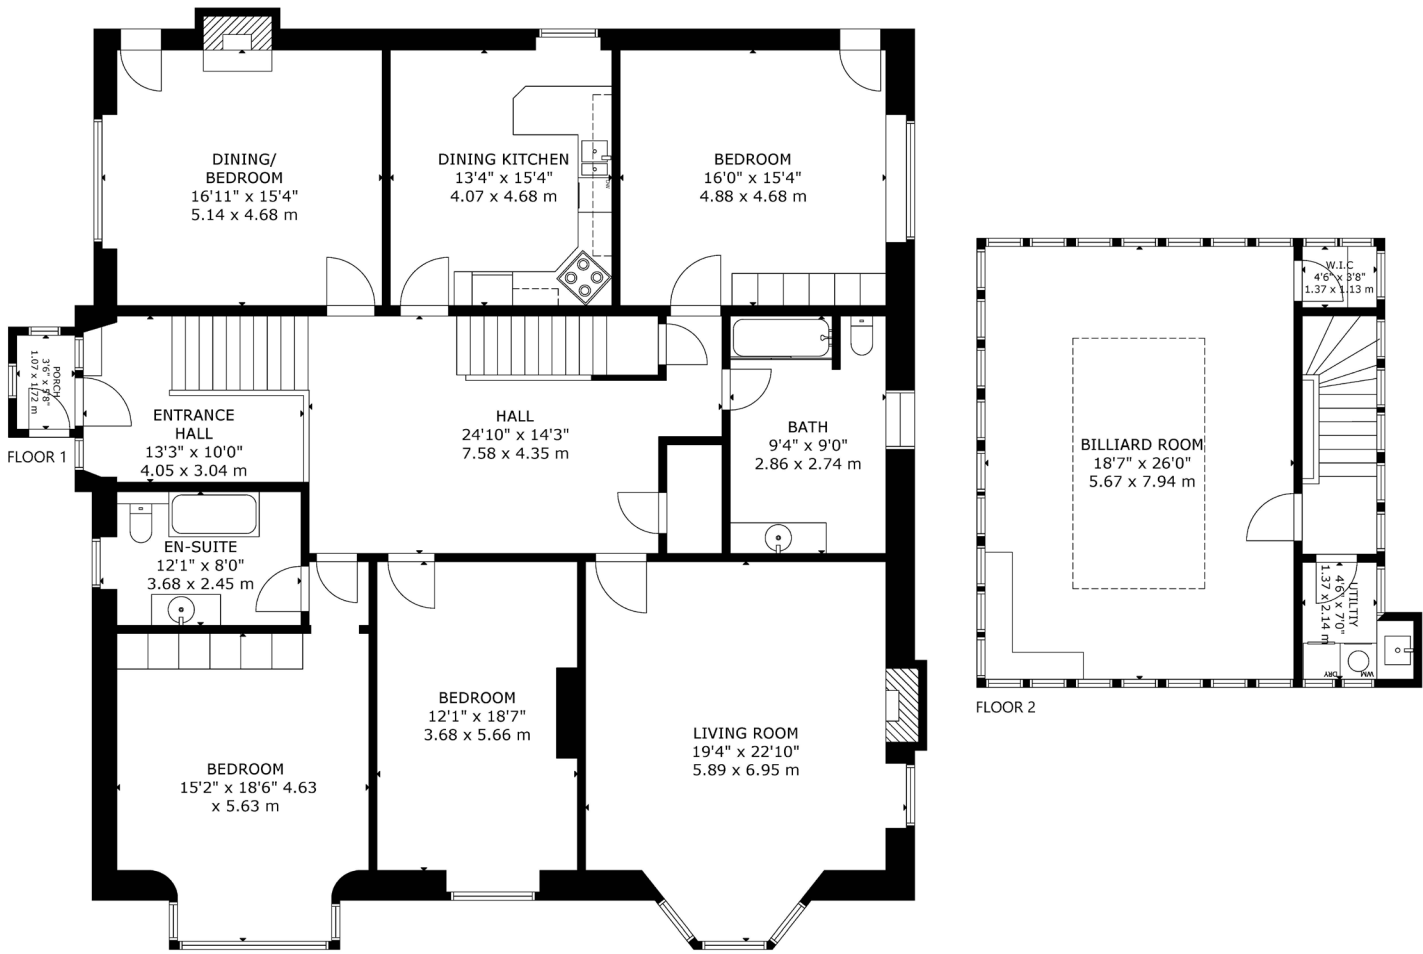 DINING/
BEDROOM
16'11" x 15'4"
5.14 x 4.68 m
DINING KITCHEN
13'4" x 15'4"
4.07 x 4.68 m
DW
BEDROOM
16'0" x 15'4"
4.88 x 4.68 m
PORCH
3'6" x 5'8"
1.07 x 1.72 m
FLOOR 1
ENTRANCE
HALL
13'3" x 10'0"
4.05 x 3.04 m
HALL
24'10" x 14'3"
7.58 x 4.35 m
BATH
9'4" x 9'0"
2.86 x 2.74 m
EN-SUITE
12'1" x 8'0"
3.68 x 2.45 m
BEDROOM
15'2" x 18'6" 4.63
x 5.63 m
BEDROOM
12'1" x 18'7"
3.68 x 5.66 m
LIVING ROOM
19'4" x 22'10"
5.89 x 6.95 m
W.I.C
4'6" x 3'8"
1.37 x 1.13 m
BILLIARD ROOM
18'7" x 26'0"
5.67 x 7.94 m
UTILTIY
4'6" x 7'0"
1.37 x 2.14 m
DRY
WM
FLOOR 2